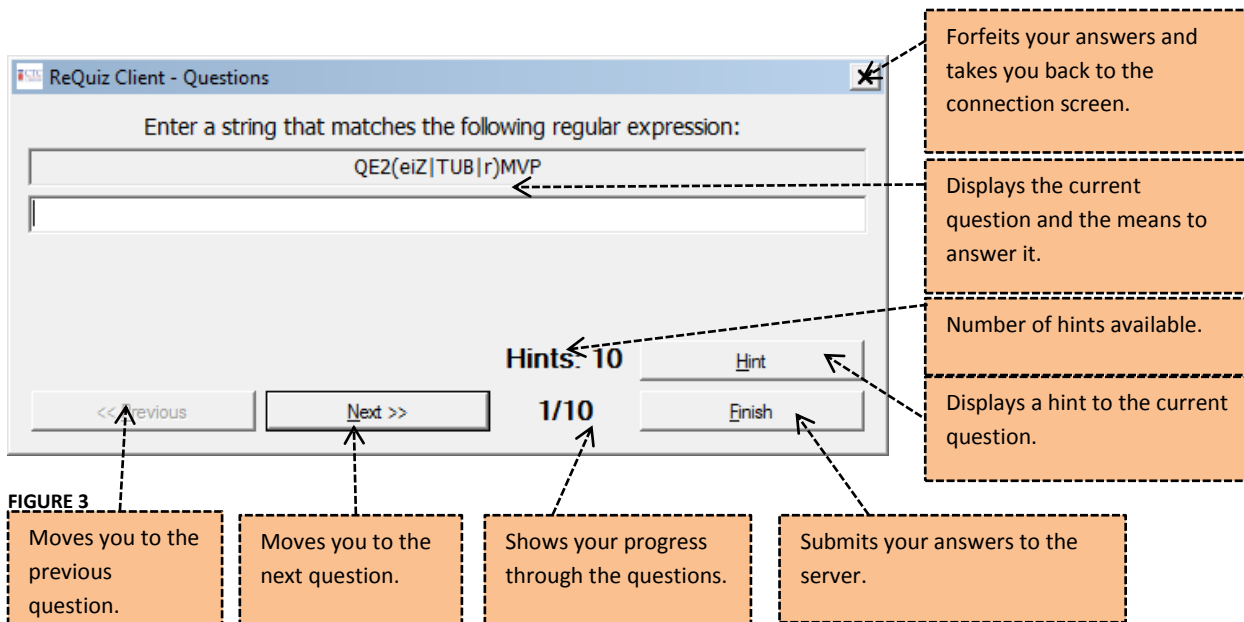 Forfeits your answers and
takes you back to the
connection screen.
ReQuiz Client - Questions
Enter a string that matches the following regular expression:
QE2(eiZ|TUB|r)MVP
Displays the current
question and the means to
answer it.
Number of hints available.
Hints: 10
Hint
Displays a hint to the current
question.
<< Previous
Next >>
1/10
Finish
FIGURE 3
Moves you to the
previous
question.
Moves you to the
next question.
Shows your progress
through the questions.
Submits your answers to the
server.